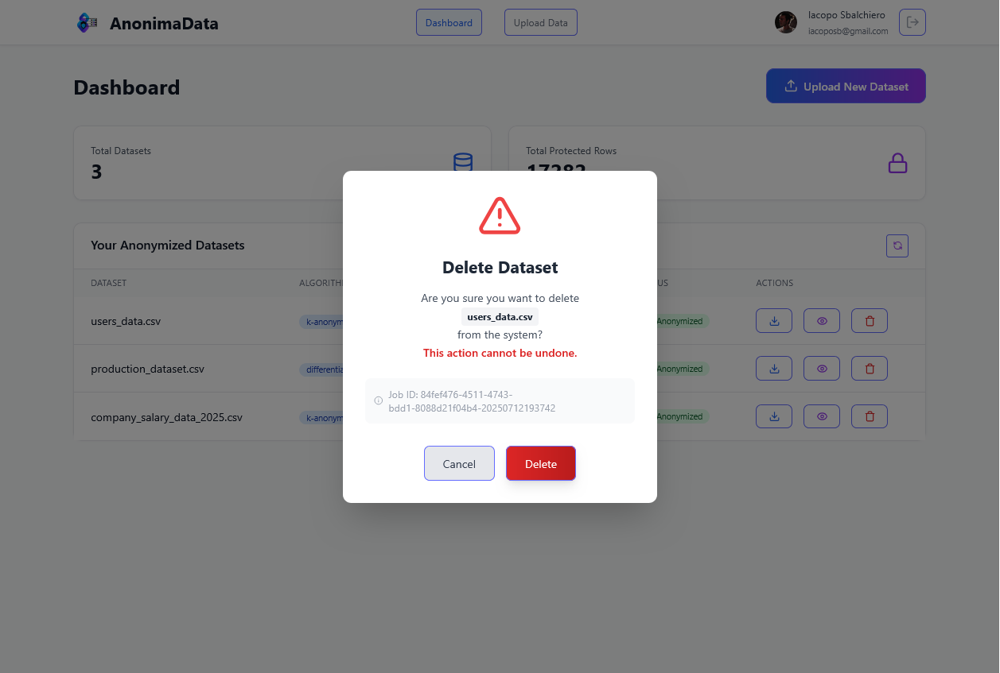 AnonimaData
Dashboard
Upload Data
Iacopo Sbalchiero
iacoposb@gmail.com
Dashboard
Upload New Dataset
Total Datasets
3
Total Protected Rows
17282
Your Anonymized Datasets
DATASET
ALGORITH
US
ACTIONS
users_data.csv
k-anonym
Anonymized
production_dataset.csv
differentia
Anonymized
company_salary_data_2025.csv
k-anonym
Anonymized
Delete Dataset
Are you sure you want to delete
users_data.csv
from the system?
This action cannot be undone.
Job ID: 84fef476-4511-4743-
bdd1-8088d21f04b4-20250712193742
Cancel
Delete